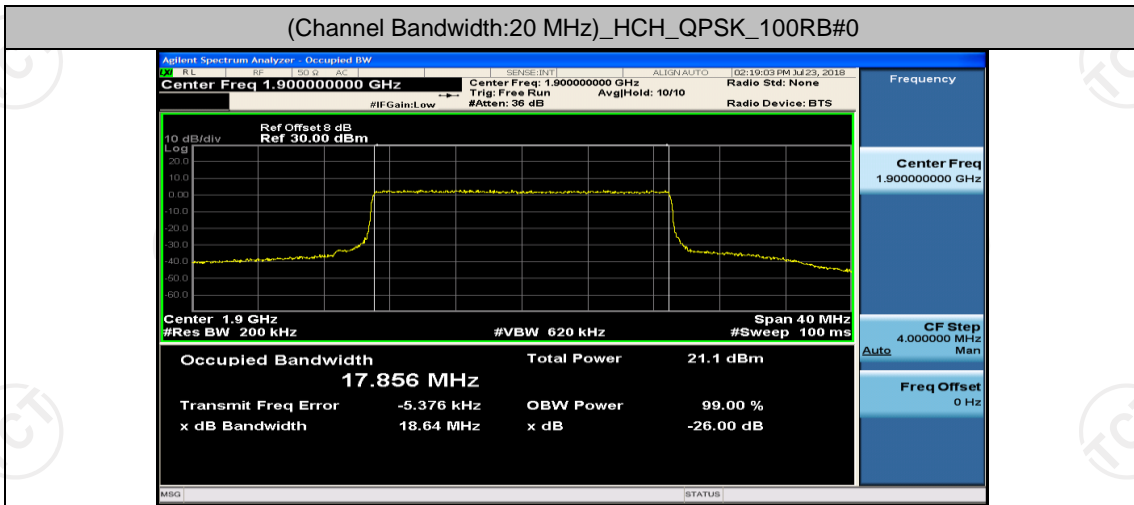 (Channel Bandwidth:20 MHz)_HCH_QPSK_100RB#0
Agilent Spectrum Analyzer - Occupied BW
LXI RL RF 50 Ω AC SENSE:INT ALIGN AUTO 02:19:03 PM Jul 23, 2018
Center Freq 1.900000000 GHz
Center Freq: 1.900000000 GHz
Radio Std: None
Trig: Free Run Avg|Hold: 10/10
#IFGain:Low #Atten: 36 dB Radio Device: BTS
Ref Offset 8 dB
10 dB/div Ref 30.00 dBm
Log
20.0
10.0
0.00
-10.0
-20.0
-30.0
-40.0
-50.0
-60.0
Center 1.9 GHz Span 40 MHz
#Res BW 200 kHz #VBW 620 kHz #Sweep 100 ms
Occupied Bandwidth Total Power 21.1 dBm
17.856 MHz
Transmit Freq Error -5.376 kHz OBW Power 99.00 %
x dB Bandwidth 18.64 MHz x dB -26.00 dB
MSG STATUS
Frequency
Center Freq
1.900000000 GHz
CF Step
4.000000 MHz
Auto Man
Freq Offset
0 Hz
TCT
TCT